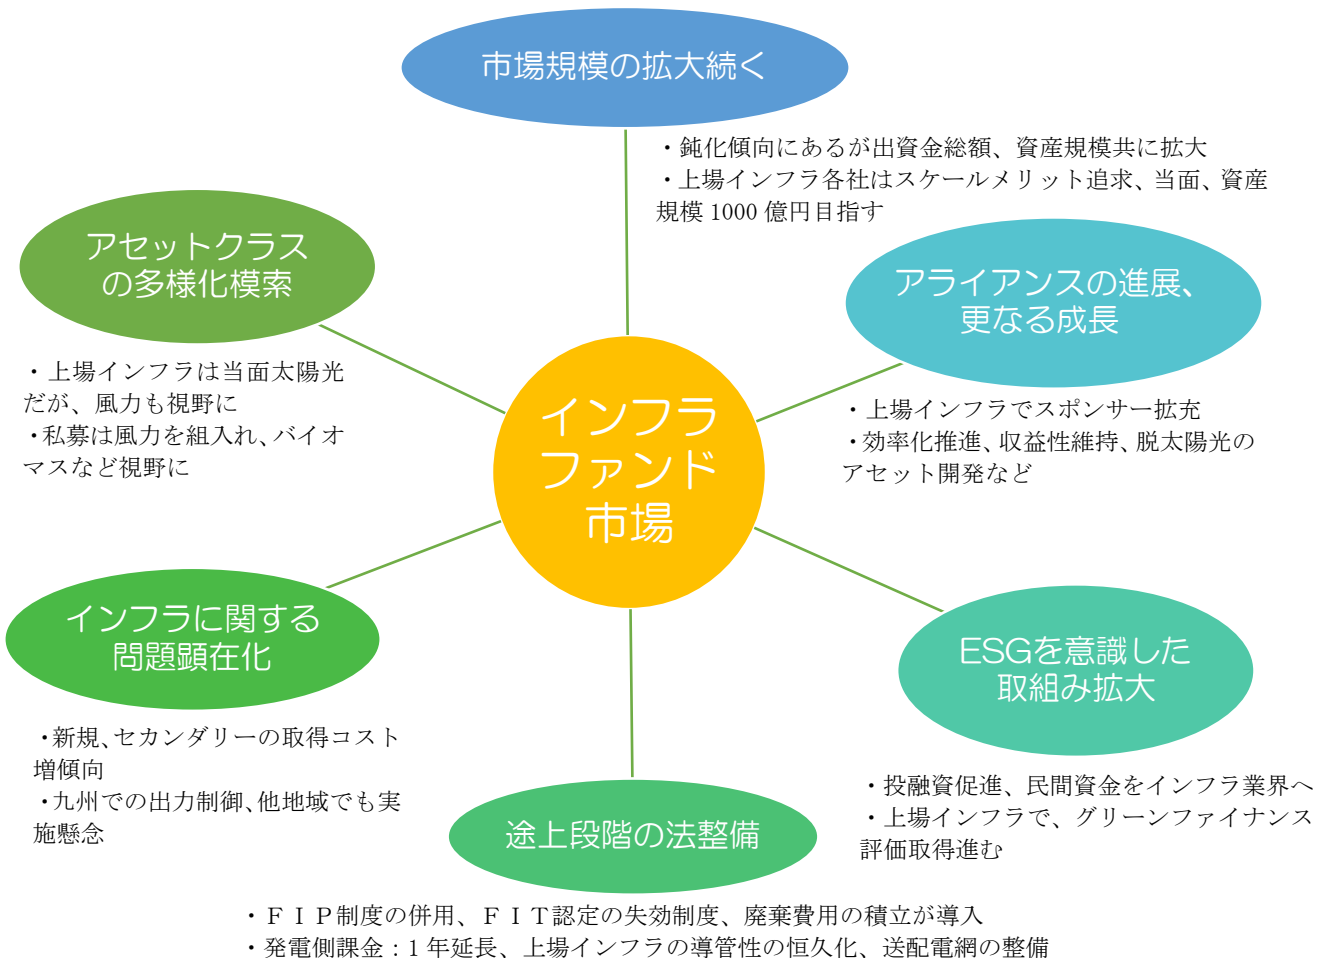 市場規模の拡大続く
・鈍化傾向にあるが出資金総額、資産規模共に拡大
・上場インフラ各社はスケールメリット追求、当面、資産
規模 1000 億円目指す
アセットクラス
の多様化模索
・上場インフラは当面太陽光
だが、風力も視野に
・私募は風力を組入れ、バイオ
マスなど視野に
アライアンスの進展、
更なる成長
・上場インフラでスポンサー拡充
・効率化推進、収益性維持、脱太陽光の
アセット開発など
インフラ
ファンド
市場
インフラに関する
問題顕在化
・新規、セカンダリーの取得コスト
増傾向
・九州での出力制御、他地域でも実
施懸念
ESGを意識した
取組み拡大
・投融資促進、民間資金をインフラ業界へ
・上場インフラで、グリーンファイナンス
評価取得進む
途上段階の法整備
・ＦＩＰ制度の併用、ＦＩＴ認定の失効制度、廃棄費用の積立が導入
・発電側課金：1 年延長、上場インフラの導管性の恒久化、送配電網の整備